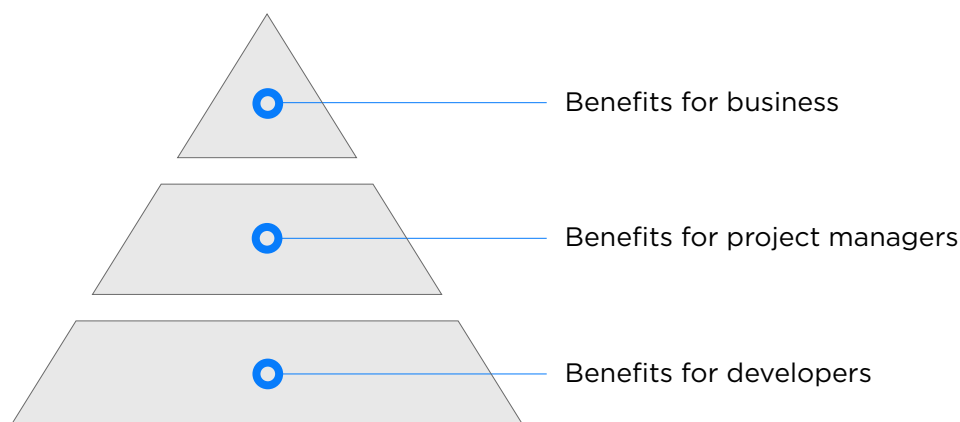 Benefits for business
Benefits for project managers
Benefits for developers